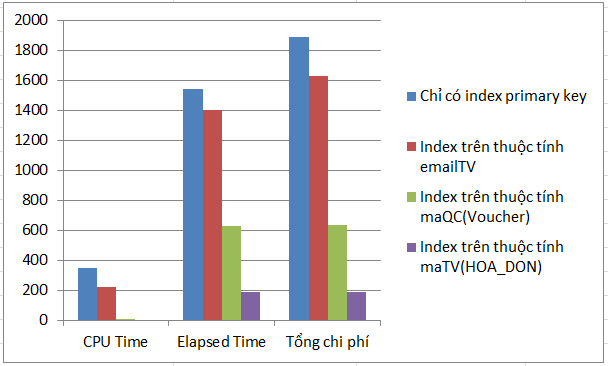 2000
1800
1600
1400
1200
1000
800
600
400
200
0
CPU Time
Elapsed Time
Tổng chi phí
Chỉ có index primary key
Index trên thuộc tính
emailTV
Index trên thuộc tính
maQC(Voucher)
Index trên thuộc tính
maTV(HOA_DON)